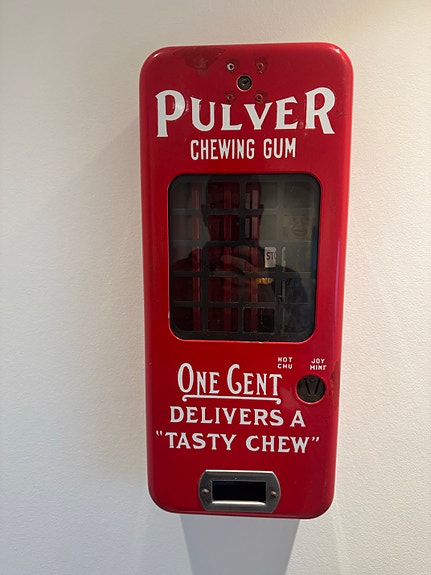 PULVER
CHEWING GUM
HOT JOY
CHU MINT
ONE CENT
DELIVERS A
"TASTY CHEW"